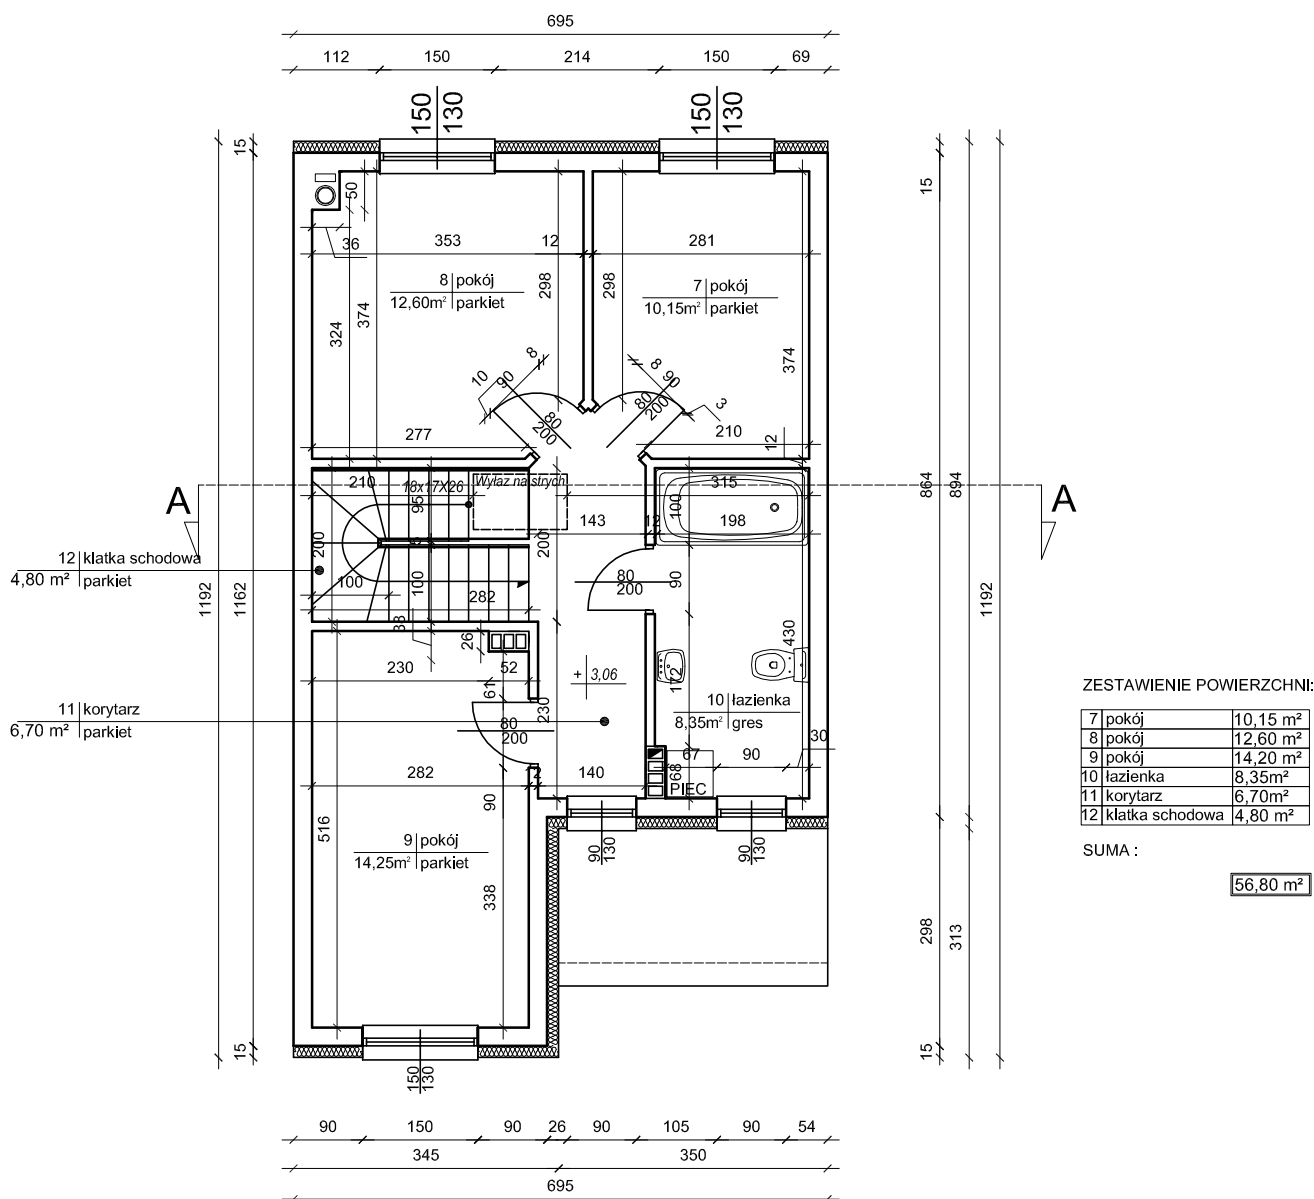 695
112 150 214 150 69
150
130
150
130
15
15
50
36
353 12 281
298
298
8 pokój
12,60m² parkiet
7 pokój
10,15m² parkiet
324
374
374
10
90
8
80
200
8
90
80
200
3
277
210
12
210
18x17X26
Wyłaz na strych
315
A
A
95
100
864
894
143
12
198
200
200
12 klatka schodowa
4,80 m² parkiet
100
100
282
80
200
90
1192
1162
1192
38
26
430
230
52
61
+ 3,06
172
230
11 korytarz
6,70 m² parkiet
80
200
10 łazienka
8,35m² gres
30
282
140
67
90
68
PIEC
90
516
9 pokój
14,25m² parkiet
338
90
130
90
130
298
313
15
15
150
130
90 150 90 26 90 105 90 54
345 350
695
ZESTAWIENIE POWIERZCHNI:
7 pokój 10,15 m²
8 pokój 12,60 m²
9 pokój 14,20 m²
10 łazienka 8,35m²
11 korytarz 6,70m²
12 klatka schodowa 4,80 m²
SUMA :
56,80 m²